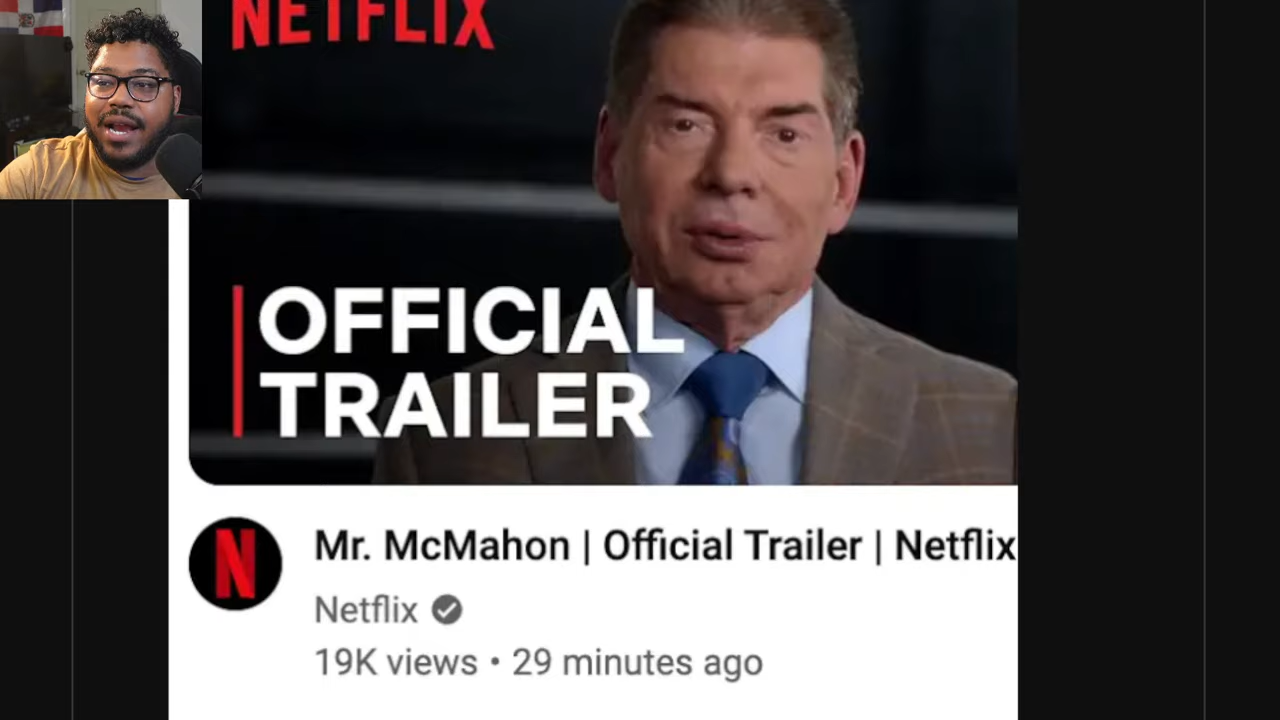 NETFLIX
OFFICIAL
TRAILER
N
Mr. McMahon | Official Trailer | Netflix
Netflix
19K views • 29 minutes ago